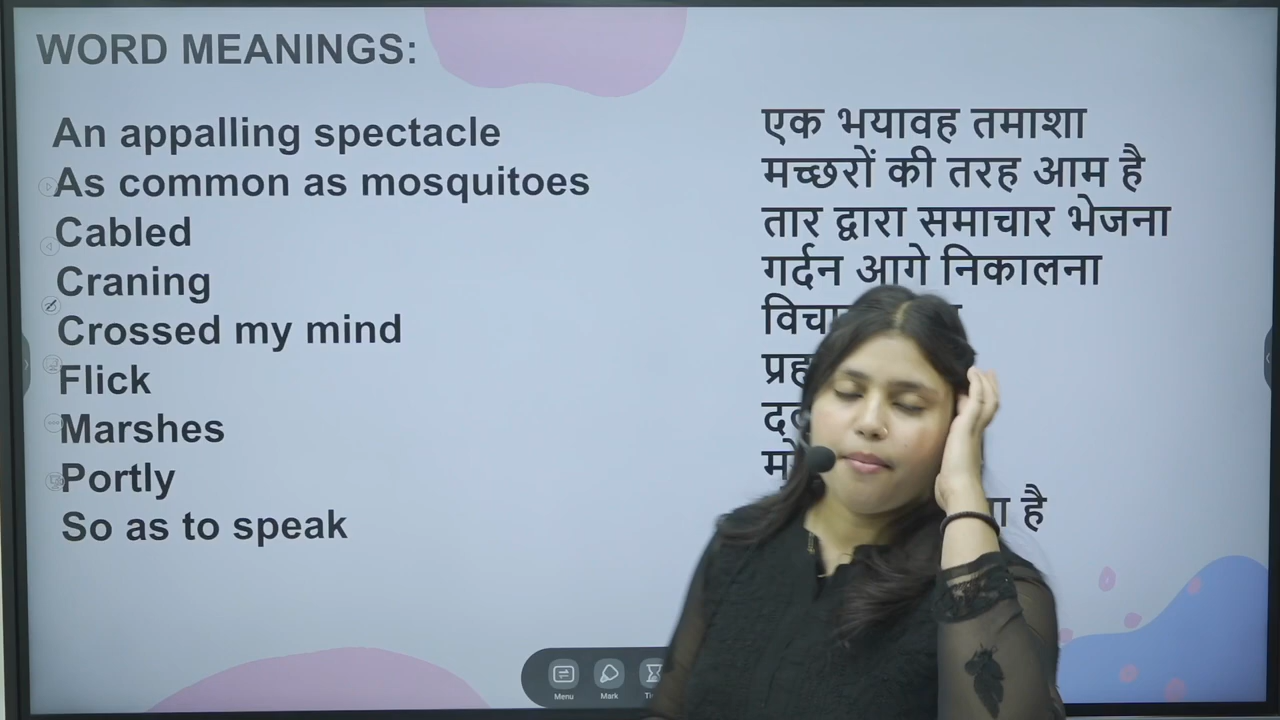 WORD MEANINGS:
An appalling spectacle
एक भयावह तमाशा
As common as mosquitoes
मच्छरों की तरह आम है
Cabled
तार द्वारा समाचार भेजना
Craning
गर्दन आगे निकालना
Crossed my mind
Flick
Marshes
Portly
So as to speak
है
Menu
Mark